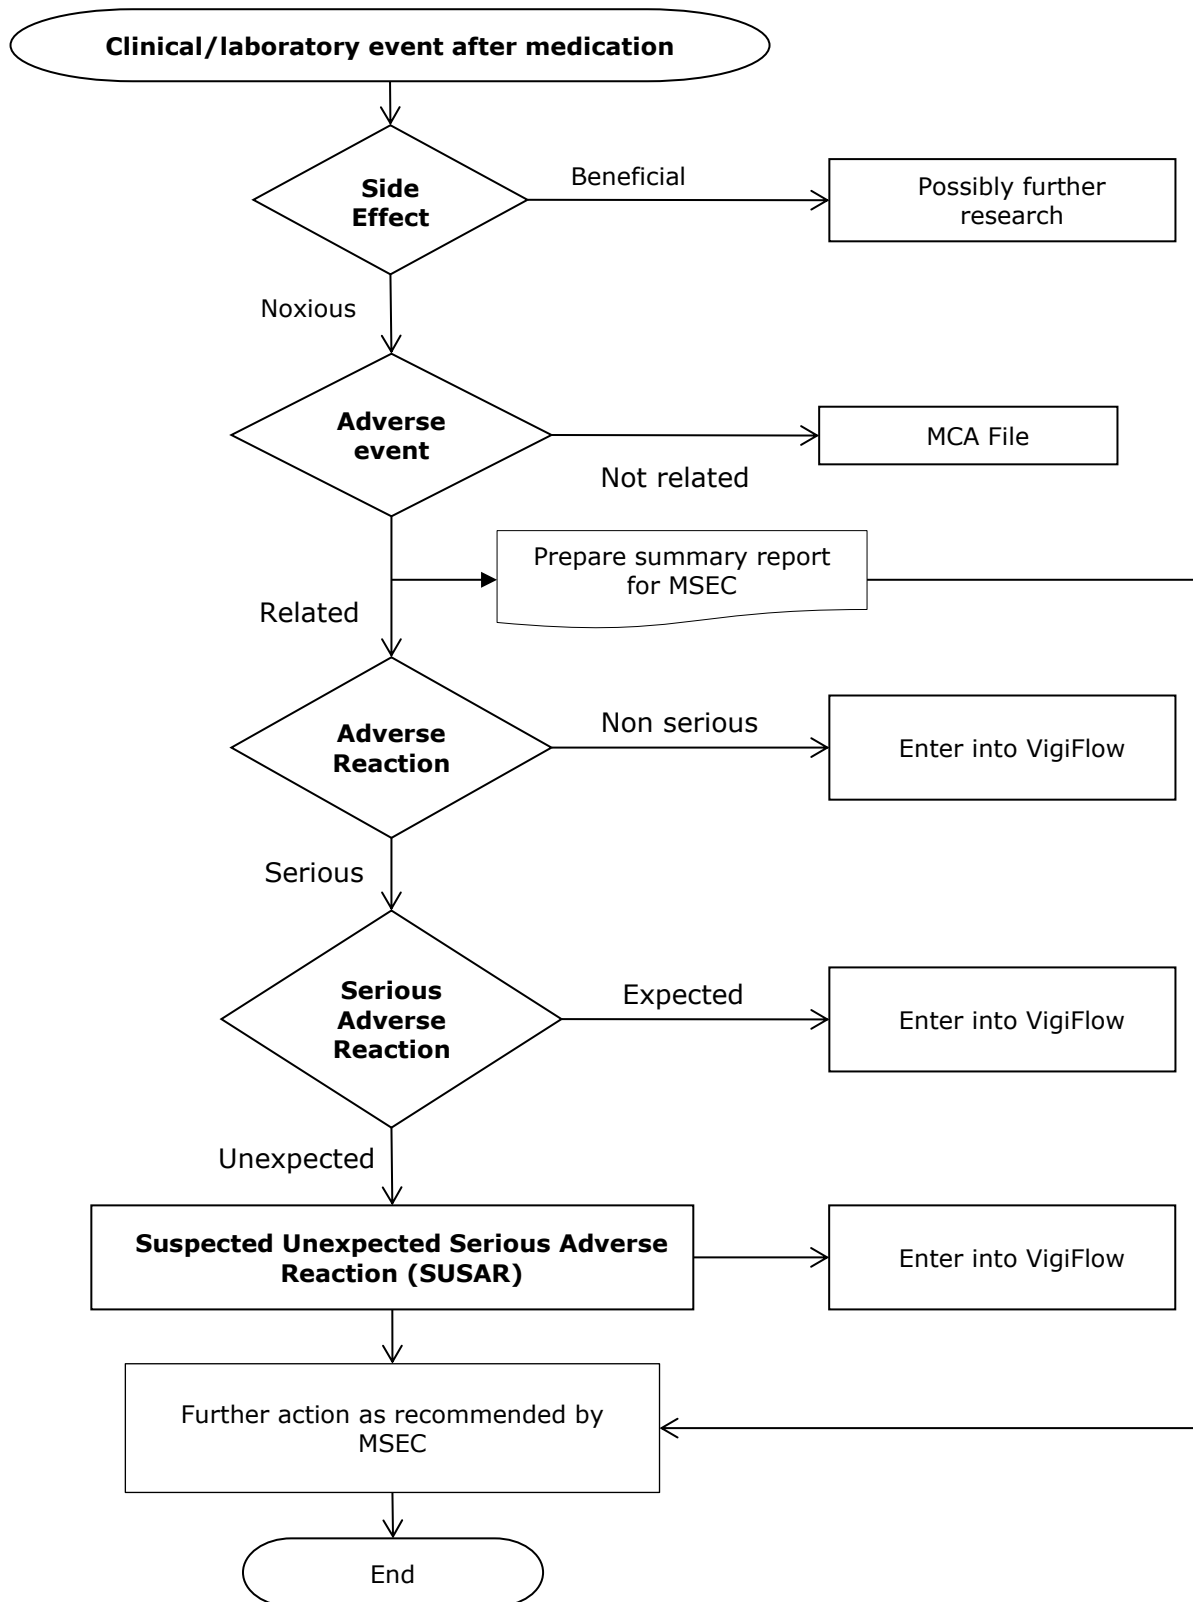 Clinical/laboratory event after medication
Side
Effect
Beneficial
Possibly further
research
Noxious
Adverse
event
MCA File
Not related
Prepare summary report
for MSEC
Related
Adverse
Reaction
Non serious
Enter into VigiFlow
Serious
Serious
Adverse
Reaction
Expected
Enter into VigiFlow
Unexpected
Suspected Unexpected Serious Adverse
Reaction (SUSAR)
Enter into VigiFlow
Further action as recommended by
MSEC
End